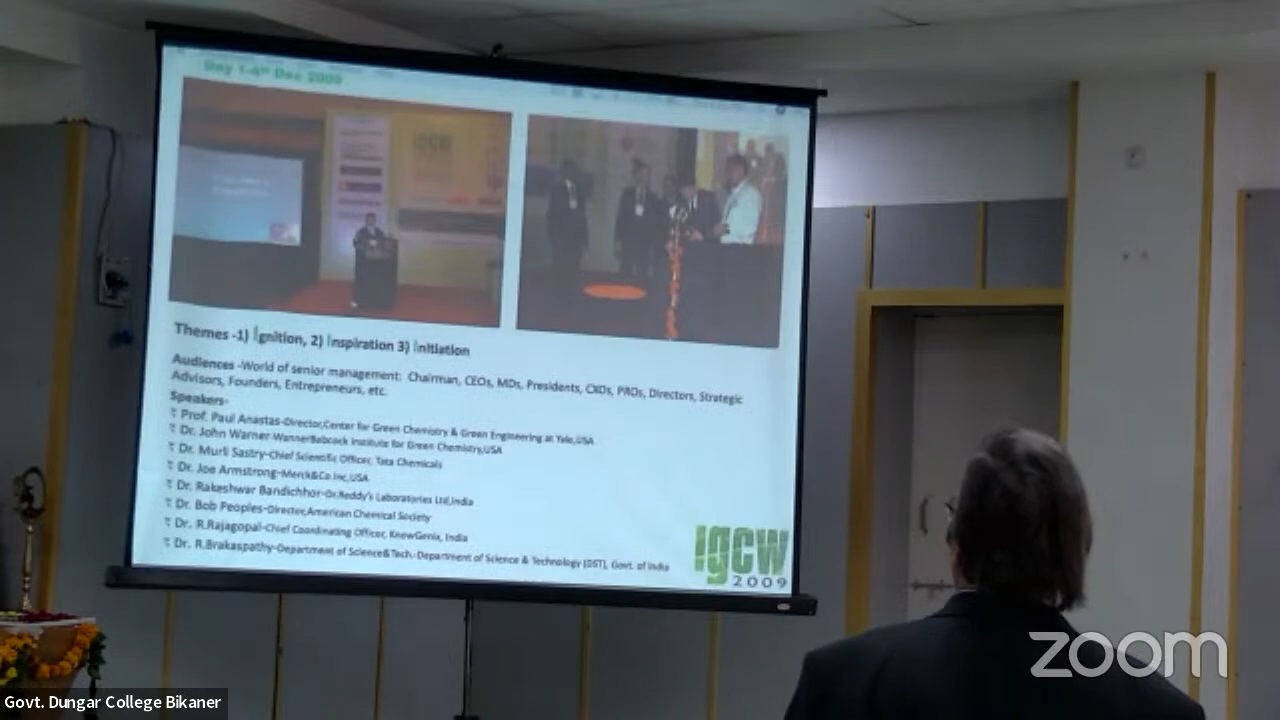 Day 1-4th Dec 2009
Themes -1) Ignition, 2) Inspiration 3) Initiation
Audiences -World of senior management: Chairman, CEOs, MDs, Presidents, CXOs, PADs, Directors, Strategic
Advisors, Founders, Entrepreneurs, etc.
Speakers-
Prof. Paul Anastas-Director,Center for Green Chemistry & Green Engineering at Yale,USA
Dr. John Warner-WarnerBabcock Institute for Green Chemistry,USA
Dr. Murli Sastry-Chief Scientific Officer, Tata Chemicals
Dr. Joe Armstrong-Merck&Co.Inc,USA
Dr. Rakeshwar Bandichhor-Dr.Reddy's Laboratories Ltd,India
Dr. Bob Peoples-Director,American Chemical Society
Dr. R.Rajagopal-Chief Coordinating Officer, KnowGenix, India
Dr. R.Brakaspathy-Department of Science&Tech.-Department of Science & Technology (DST), Govt. of India
Igcw
2009
zoom
Govt. Dungar College Bikaner